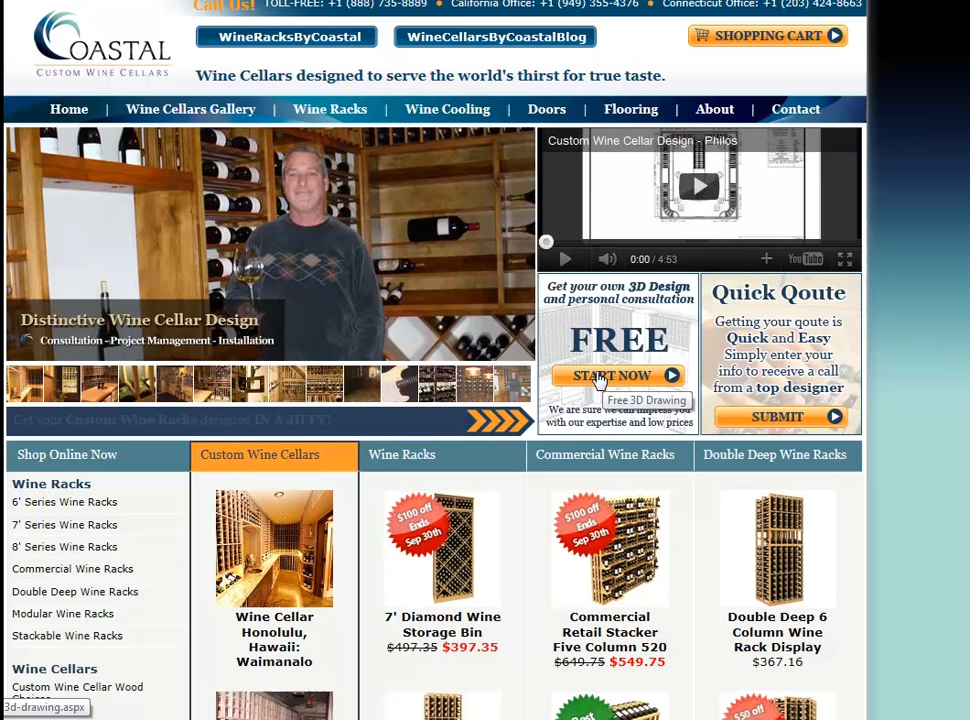 Call Us! TOLL-FREE: +1 (888) 735-8889 • California Office: +1 (949) 355-4376 • Connecticut Office: +1 (203) 424-8663
COASTAL
CUSTOM WINE CELLARS
WineRacksByCoastal
WineCellarsByCoastalBlog
SHOPPING CART
Wine Cellars designed to serve the world's thirst for true taste.
Home | Wine Cellars Gallery | Wine Racks | Wine Cooling | Doors | Flooring | About | Contact
Custom Wine Cellar Design - Philos
0:00 / 4:53
YouTube
Distinctive Wine Cellar Design
Consultation - Project Management - Installation
Get your Custom Wine Racks designed IN A JIFFY!
Get your own 3D Design
and personal consultation
FREE
START NOW
Free 3D Drawing
We are sure we can impress you
with our expertise and low prices
Quick Qoute
Getting your qoute is
Quick and Easy
Simply enter your
info to receive a call
from a top designer
SUBMIT
Shop Online Now
Custom Wine Cellars
Wine Racks
Commercial Wine Racks
Double Deep Wine Racks
Wine Racks
6' Series Wine Racks
7' Series Wine Racks
8' Series Wine Racks
Commercial Wine Racks
Double Deep Wine Racks
Modular Wine Racks
Stackable Wine Racks
Wine Cellars
Custom Wine Cellar Wood
3d-drawing.aspx
Wine Cellar
Honolulu,
Hawaii:
Waimanalo
$100 off
Ends
Sep 30th
7' Diamond Wine
Storage Bin
$497.35 $397.35
$100 off
Ends
Sep 30th
Commercial
Retail Stacker
Five Column 520
$649.75 $549.75
Double Deep 6
Column Wine
Rack Display
$367.16
Best
$50 off